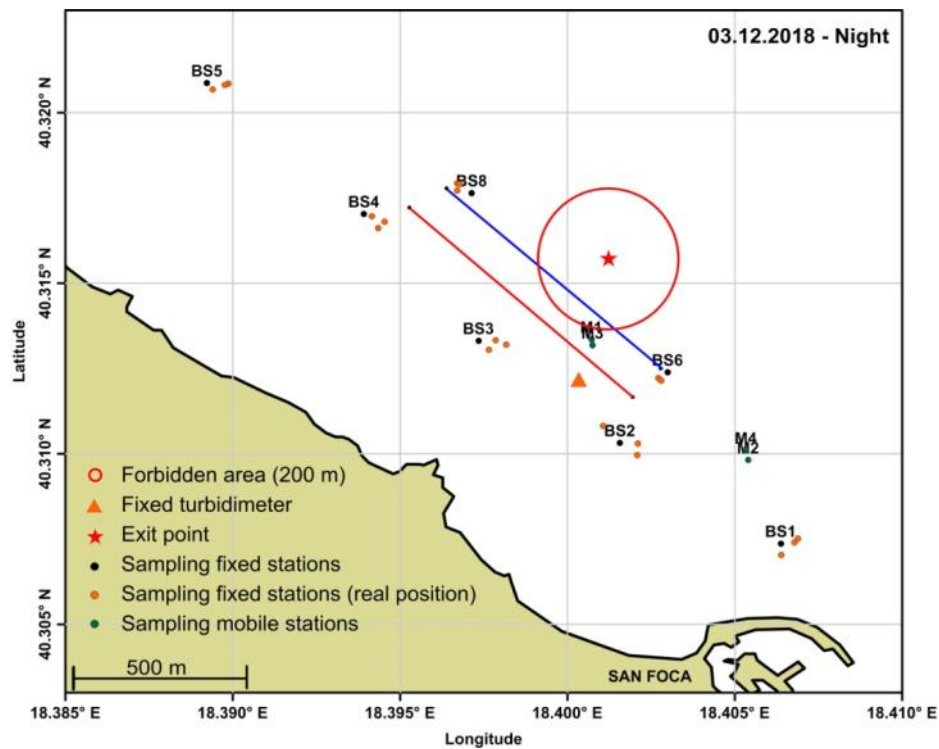 03.12.2018 - Night
BS5
BS8
BS4
M1
M3
BS3
BS6
BS2
M4
M2
BS1
Forbidden area (200 m)
Fixed turbidimeter
Exit point
Sampling fixed stations
Sampling fixed stations (real position)
Sampling mobile stations
500 m
SAN FOCA
40.320° N
40.315° N
40.310° N
40.305° N
Latitude
18.385° E
18.390° E
18.395° E
18.400° E
18.405° E
18.410° E
Longitude